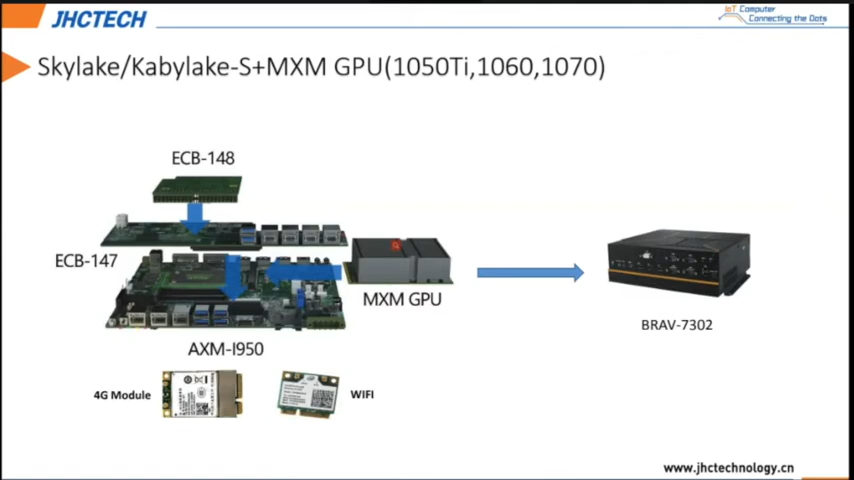 JHCTECH
IoT Computer
Connecting the Dots
Skylake/Kabylake-S+MXM GPU(1050Ti,1060,1070)
ECB-148
ECB-147
MXM GPU
BRAV-7302
AXM-I950
4G Module
WIFI
www.jhctechnology.cn